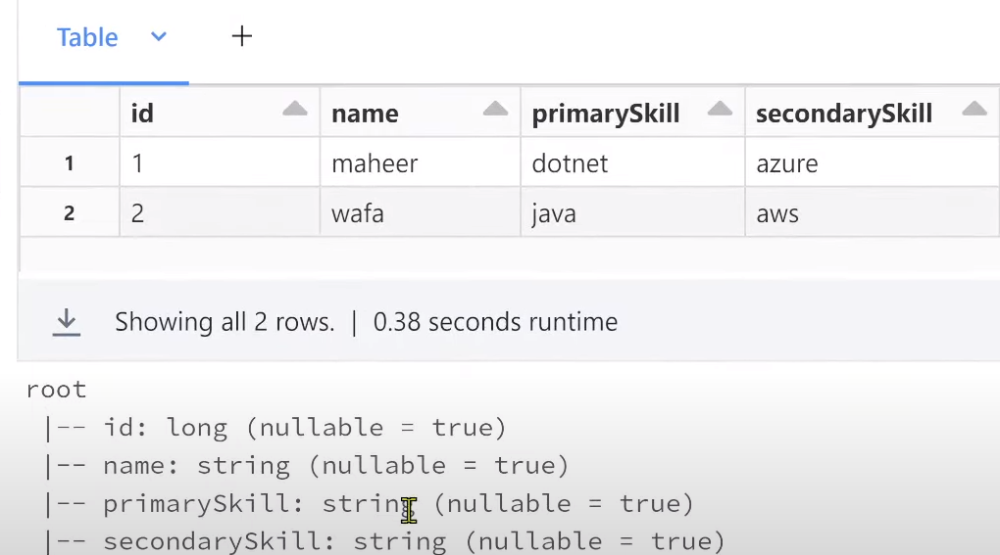 Table +
id name primarySkill secondarySkill
1 1 maheer dotnet azure
2 2 wafa java aws
Showing all 2 rows. | 0.38 seconds runtime
root
|-- id: long (nullable = true)
|-- name: string (nullable = true)
|-- primarySkill: string (nullable = true)
|-- secondarySkill: string (nullable = true)